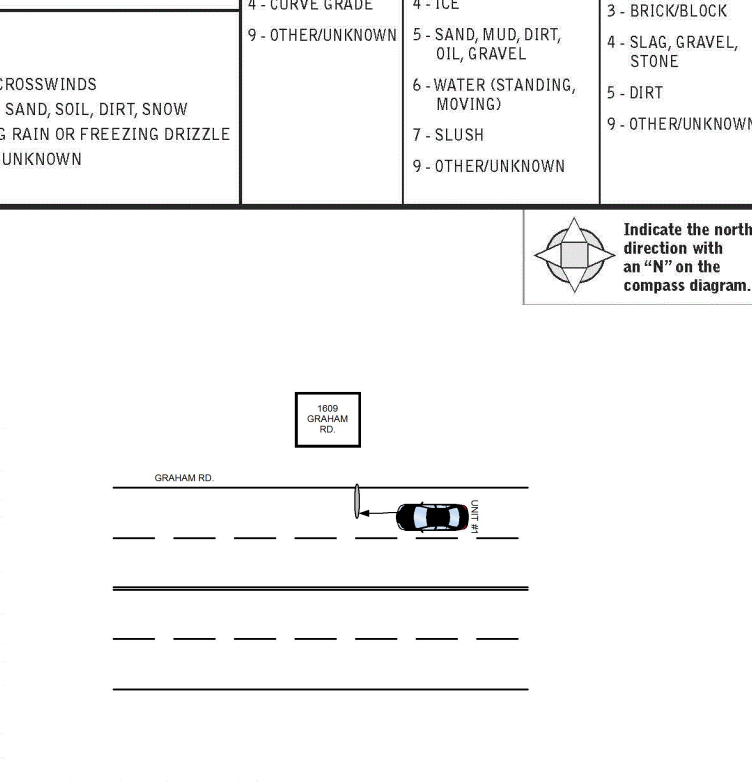 4 - CURVE GRADE
9 - OTHER/UNKNOWN
4 - ICE
5 - SAND, MUD, DIRT,
OIL, GRAVEL
6 - WATER (STANDING,
MOVING)
7 - SLUSH
9 - OTHER/UNKNOWN
3 - BRICK/BLOCK
4 - SLAG, GRAVEL,
STONE
5 - DIRT
9 - OTHER/UNKNOWN
CROSSWINDS
SAND, SOIL, DIRT, SNOW
G RAIN OR FREEZING DRIZZLE
UNKNOWN
Indicate the north
direction with
an “N” on the
compass diagram.
1609
GRAHAM
RD.
GRAHAM RD.
UNIT #1